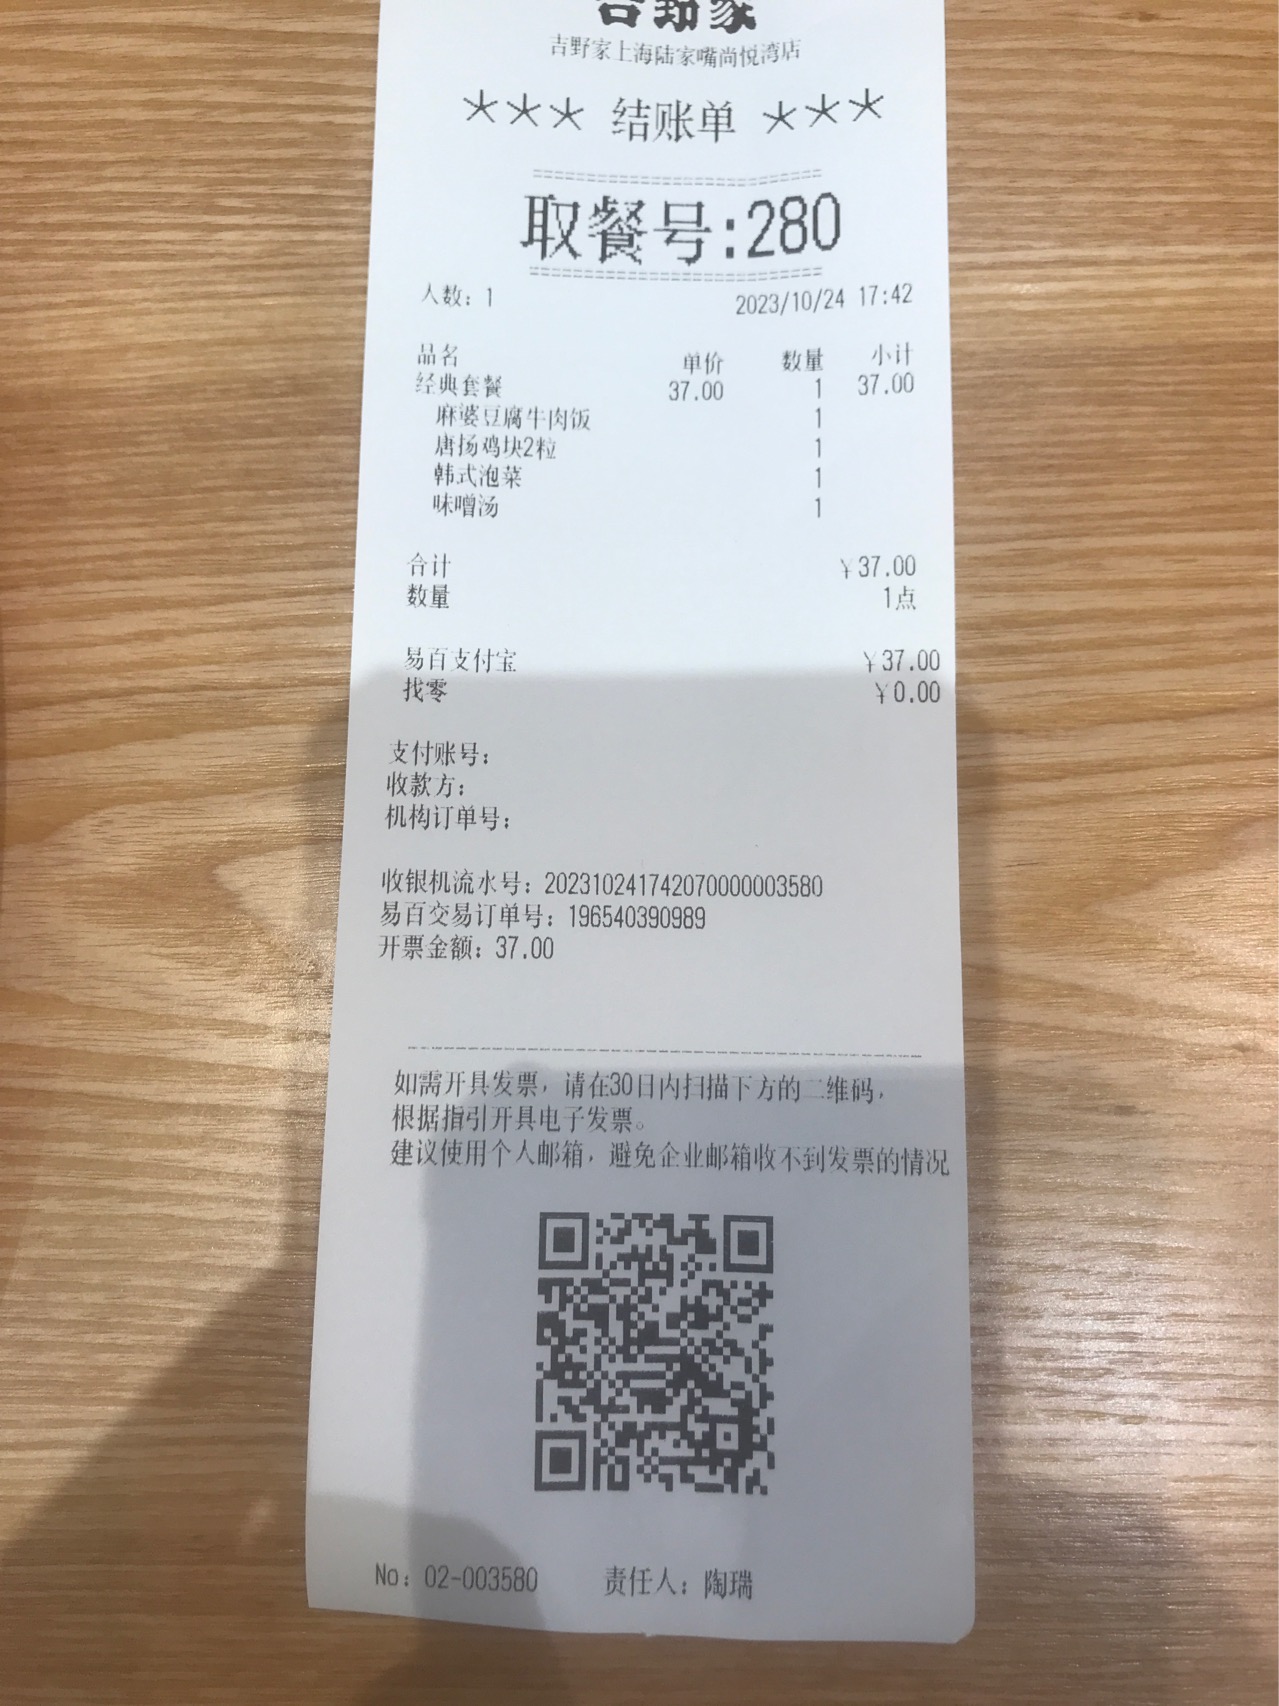 吉野家
吉野家上海陆家嘴尚悦湾店
*** 结账单 ***
取餐号:280
人数: 1 2023/10/24 17:42
品名 单价 数量 小计
经典套餐 37.00 1 37.00
麻婆豆腐牛肉饭 1
唐扬鸡块2粒 1
韩式泡菜 1
味噌汤 1
合计 ¥37.00
数量 1点
易百支付宝 ¥37.00
找零 ¥0.00
支付账号:
收款方:
机构订单号:
收银机流水号: 202310241742070000003580
易百交易订单号: 196540390989
开票金额: 37.00
如需开具发票，请在30日内扫描下方的二维码，
根据指引开具电子发票。
建议使用个人邮箱，避免企业邮箱收不到发票的情况
No: 02-003580 责任人: 陶瑞